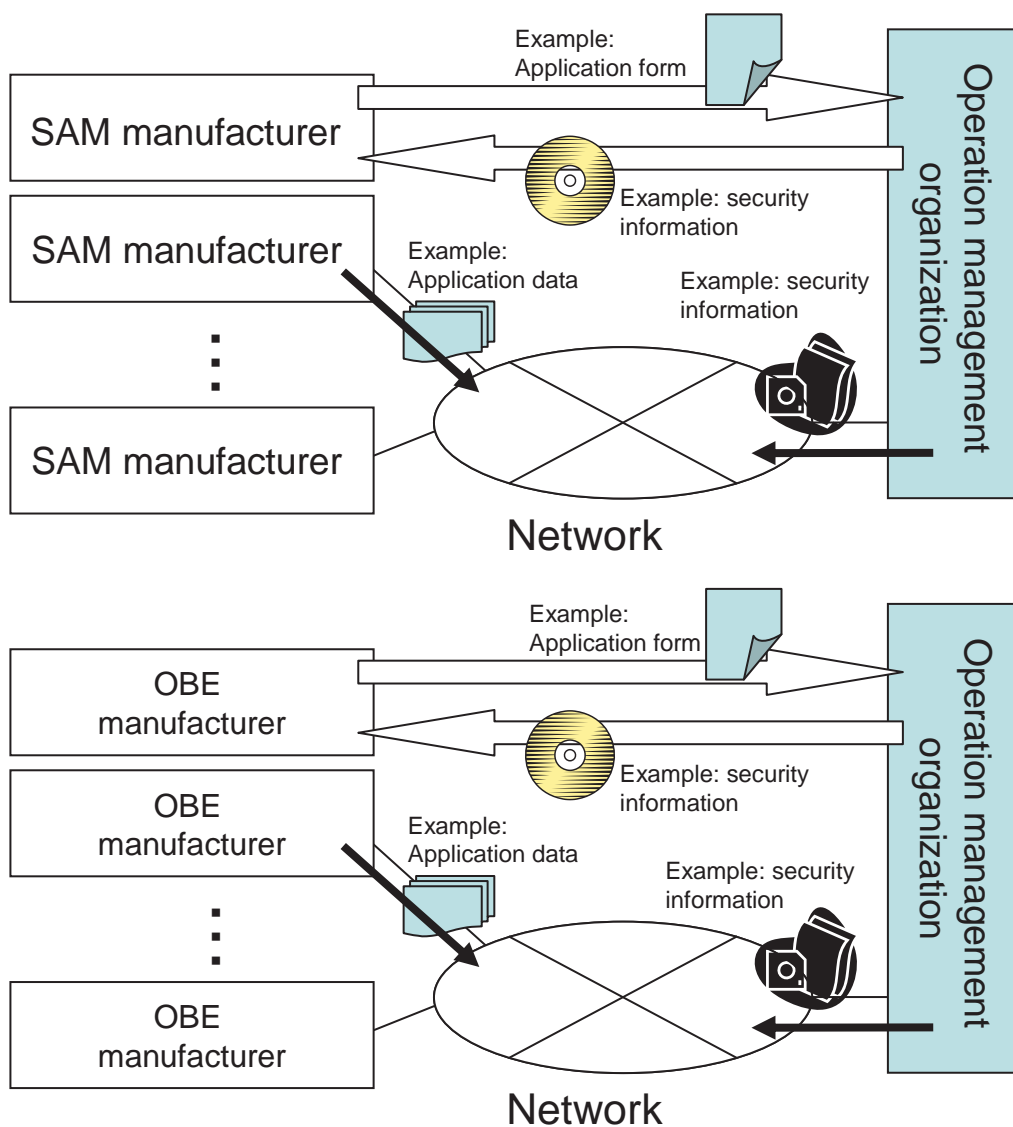 Example:
Application form
SAM manufacturer
Example: security
information
SAM manufacturer
Example:
Application data
Example: security
information
SAM manufacturer
Network
Operation management
organization
Example:
Application form
OBE
manufacturer
Example: security
information
OBE
manufacturer
Example:
Application data
Example: security
information
OBE
manufacturer
Network
Operation management
organization